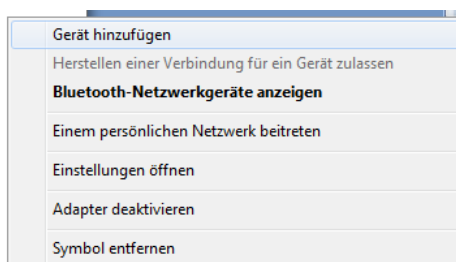 Gerät hinzufügen
Herstellen einer Verbindung für ein Gerät zulassen
Bluetooth-Netzwerkgeräte anzeigen
Einem persönlichen Netzwerk beitreten
Einstellungen öffnen
Adapter deaktivieren
Symbol entfernen